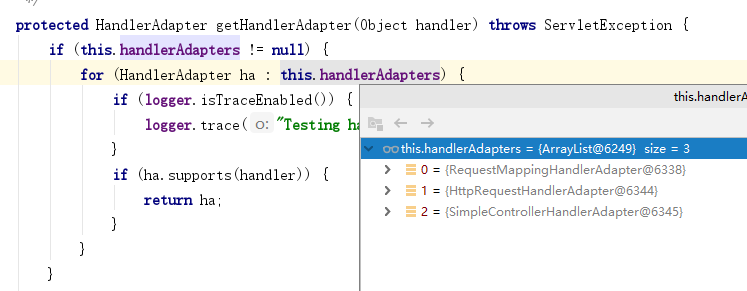 */
protected HandlerAdapter getHandlerAdapter(Object handler) throws ServletException {
if (this.handlerAdapters != null) {
for (HandlerAdapter ha : this.handlerAdapters) {
if (logger.isTraceEnabled()) {
logger.trace( o: "Testing ha
}
if (ha.supports(handler)) {
return ha;
}
}
}
this.handlerA
this.handlerAdapters = {ArrayList@6249} size = 3
0 = {RequestMappingHandlerAdapter@6338}
1 = {HttpRequestHandlerAdapter@6344}
2 = {SimpleControllerHandlerAdapter@6345}